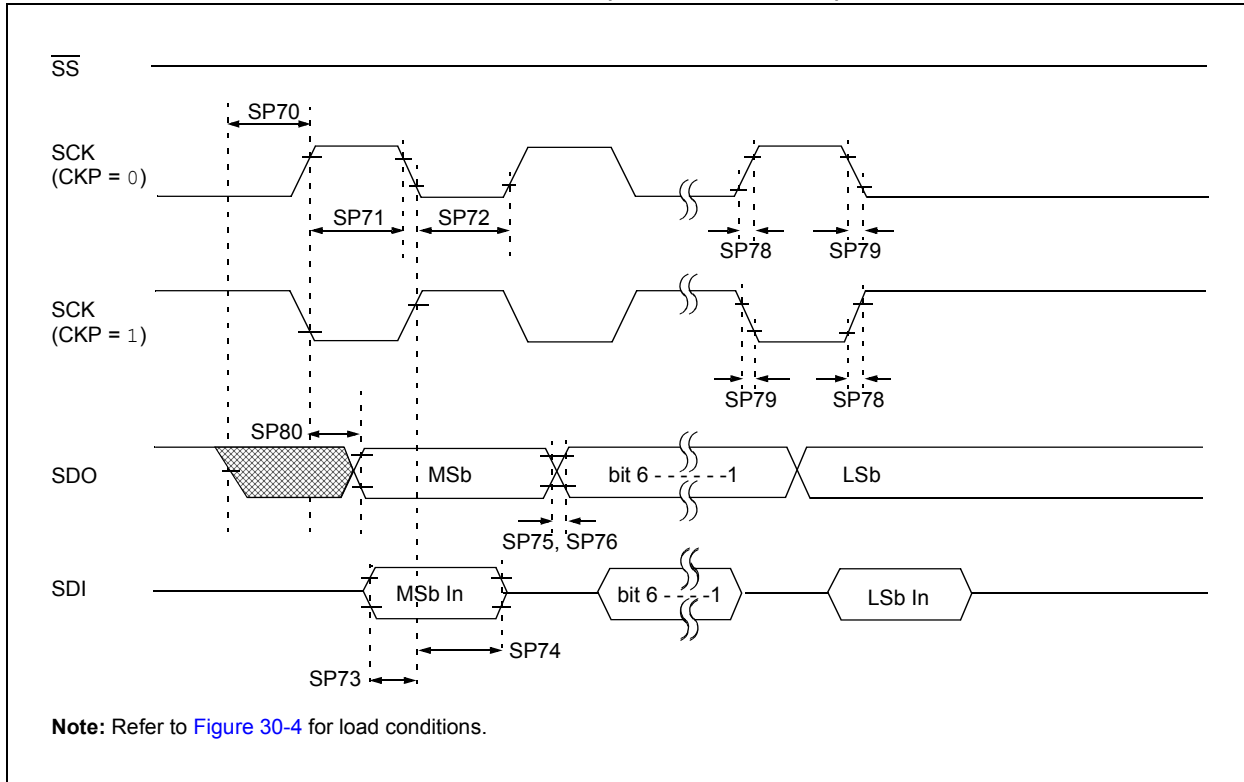 SS
SP70
SCK
(CKP = 0)
SP71
SP72
SP78
SP79
SCK
(CKP = 1)
SP79
SP78
SP80
SDO
MSb
bit 6 - - - - - -1
LSb
SP75, SP76
SDI
MSb In
bit 6 - - - -1
LSb In
SP74
SP73
Note: Refer to Figure 30-4 for load conditions.